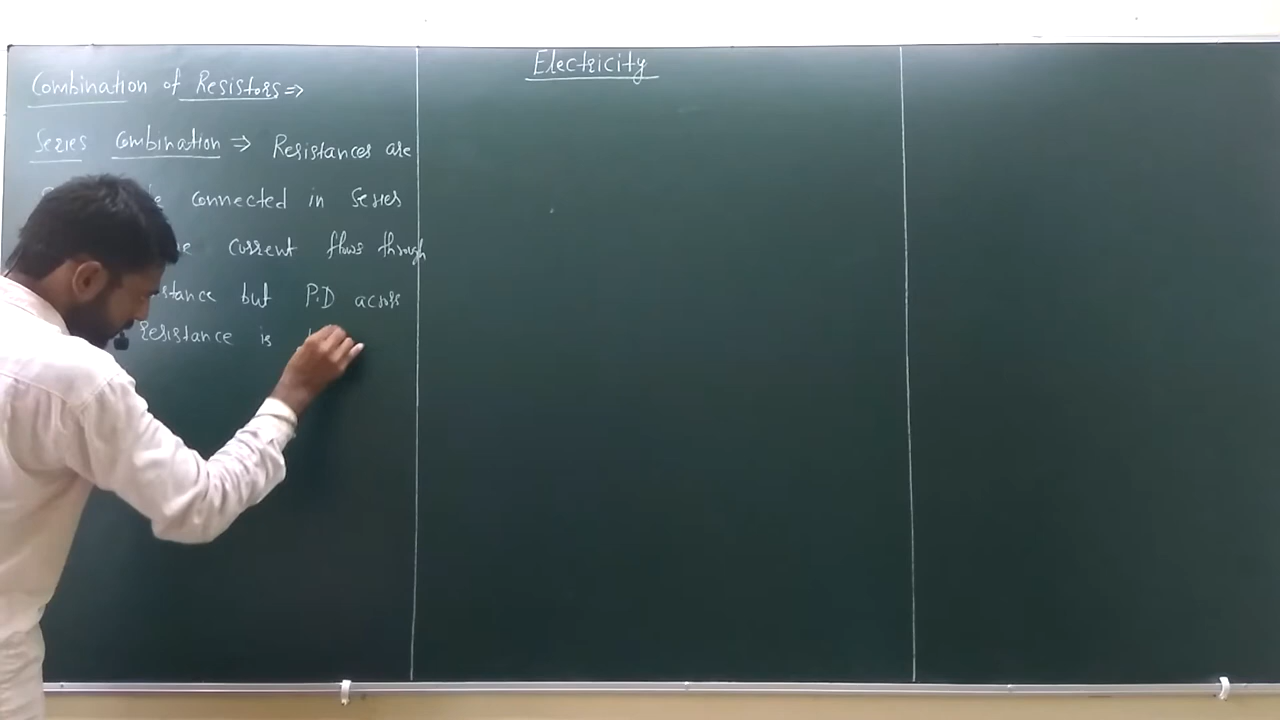 Electricity
Combination of Resistors ⇒
Series Combination ⇒ Resistances are
connected in Series
current flows through
but P.D across
Resistance is